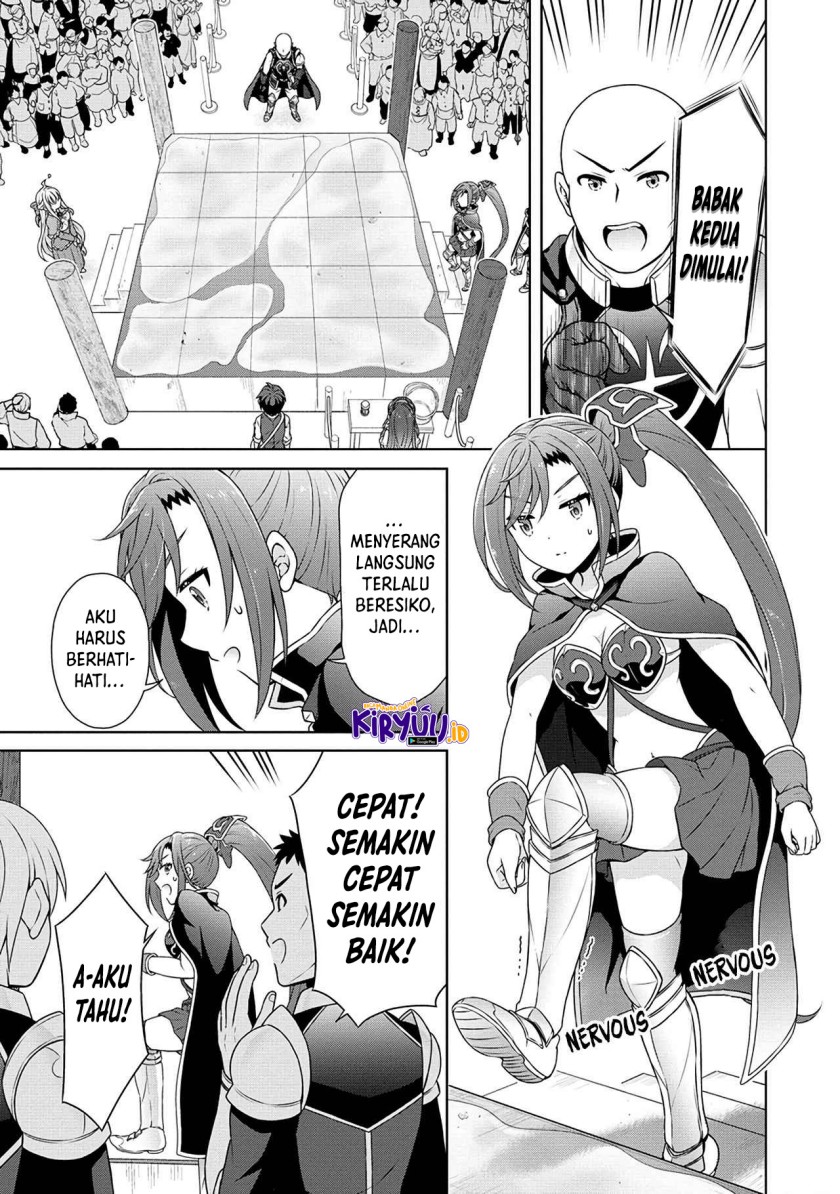 BABAK
KEDUA
DIMULAI!
...
MENYERANG
LANGSUNG
TERLALU
BERESIKO,
JADI...
AKU
HARUS
BERHATI-
HATI...
KIRYUU.ID
NERVOUS
NERVOUS
CEPAT!
SEMAKIN
CEPAT
SEMAKIN
BAIK!
A-AKU
TAHU!